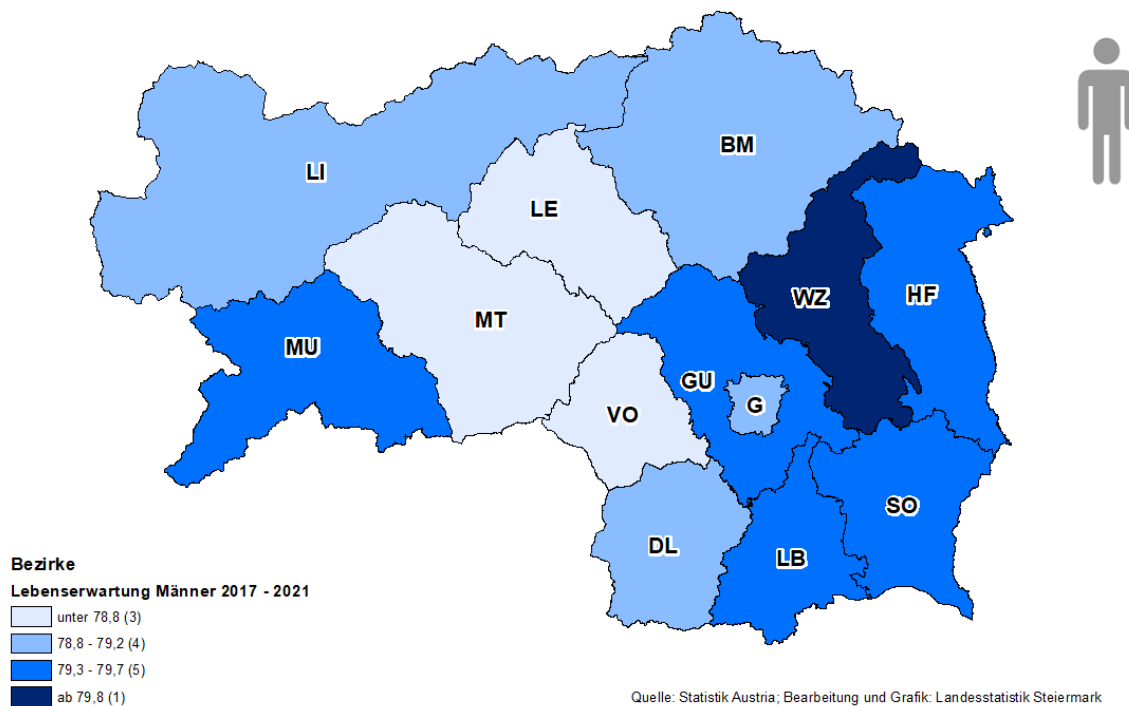 BM
LI
LE
WZ
HF
MT
MU
GU
G
VO
SO
DL
LB
Bezirke
Lebenserwartung Männer 2017 - 2021
unter 78,8 (3)
78,8 - 79,2 (4)
79,3 - 79,7 (5)
ab 79,8 (1)
Quelle: Statistik Austria; Bearbeitung und Grafik: Landesstatistik Steiermark